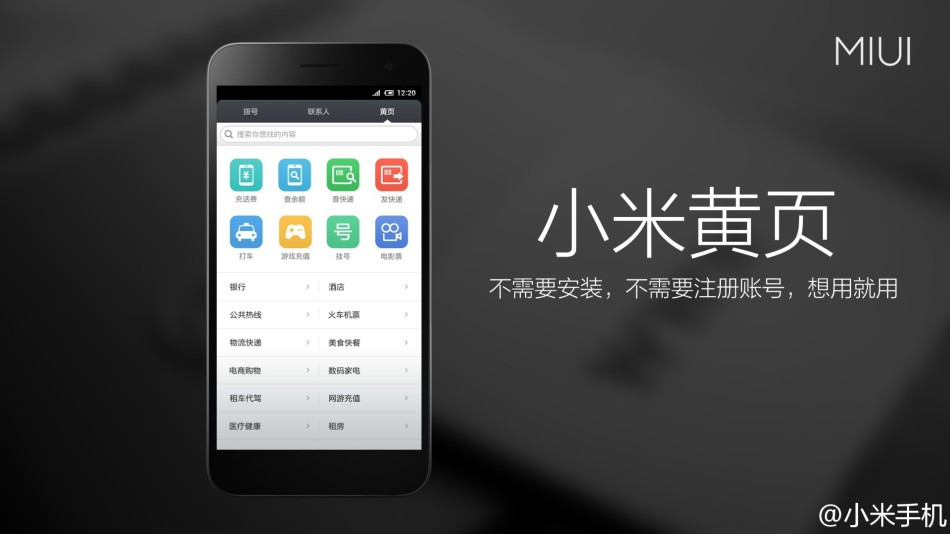 MIUI
12:20
拨号 联系人 黄页
搜索你想找的内容
充话费 查余额 查快递 发快递
打车 游戏充值 挂号 电影票
号
银行 酒店
公共热线 火车机票
物流快递 美食快餐
电商购物 数码家电
租车代驾 网游充值
医疗健康 租房
小米黄页
不需要安装，不需要注册账号，想用就用
@小米手机